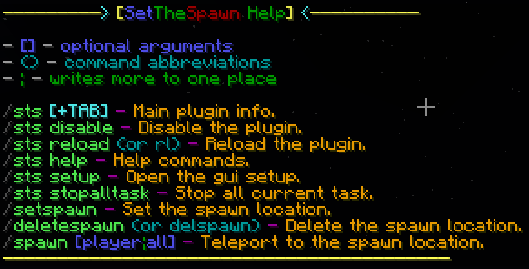 > [SetTheSpawn Help] <
- [] - optional arguments
- () - command abbreviations
- ¦ - writes more to one place
/sts [+TAB] - Main plugin info.
/sts disable - Disable the plugin.
/sts reload (or rl) - Reload the plugin.
/sts help - Help commands.
/sts setup - Open the gui setup.
/sts stopalltask - Stop all current task.
/setspawn - Set the spawn location.
/deletespawn (or delspawn) - Delete the spawn location.
/spawn [player¦all] - Teleport to the spawn location.